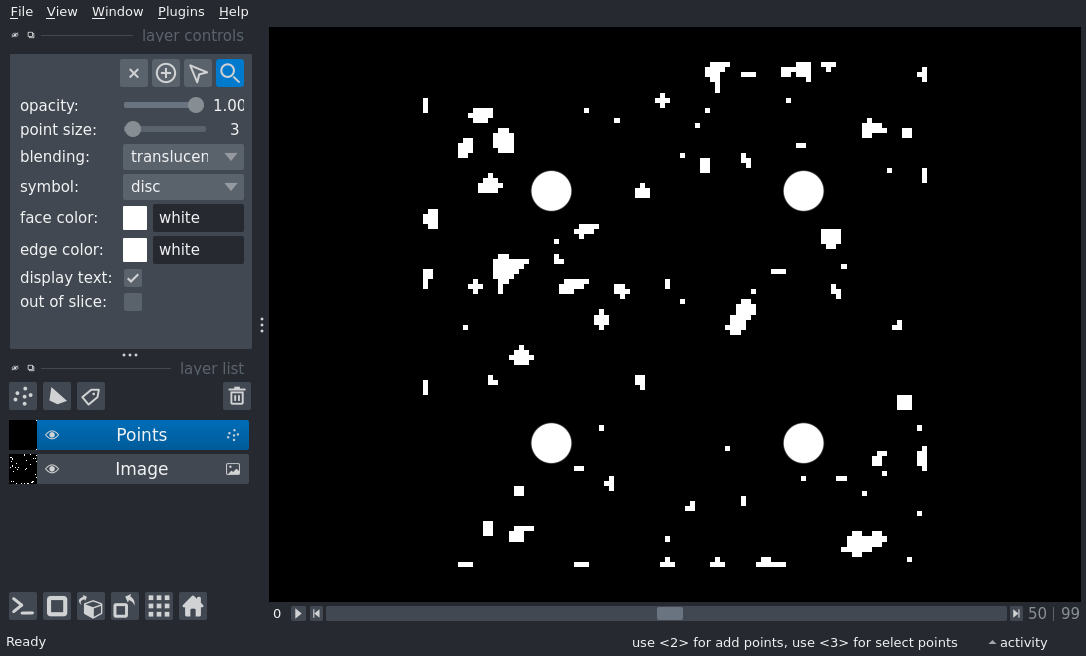 File View Window Plugins Help
layer controls
opacity: 1.00
point size: 3
blending: translucen
symbol: disc
face color: white
edge color: white
display text:
out of slice:
layer list
Points
Image
0 50 | 99
Ready use <2> for add points, use <3> for select points activity